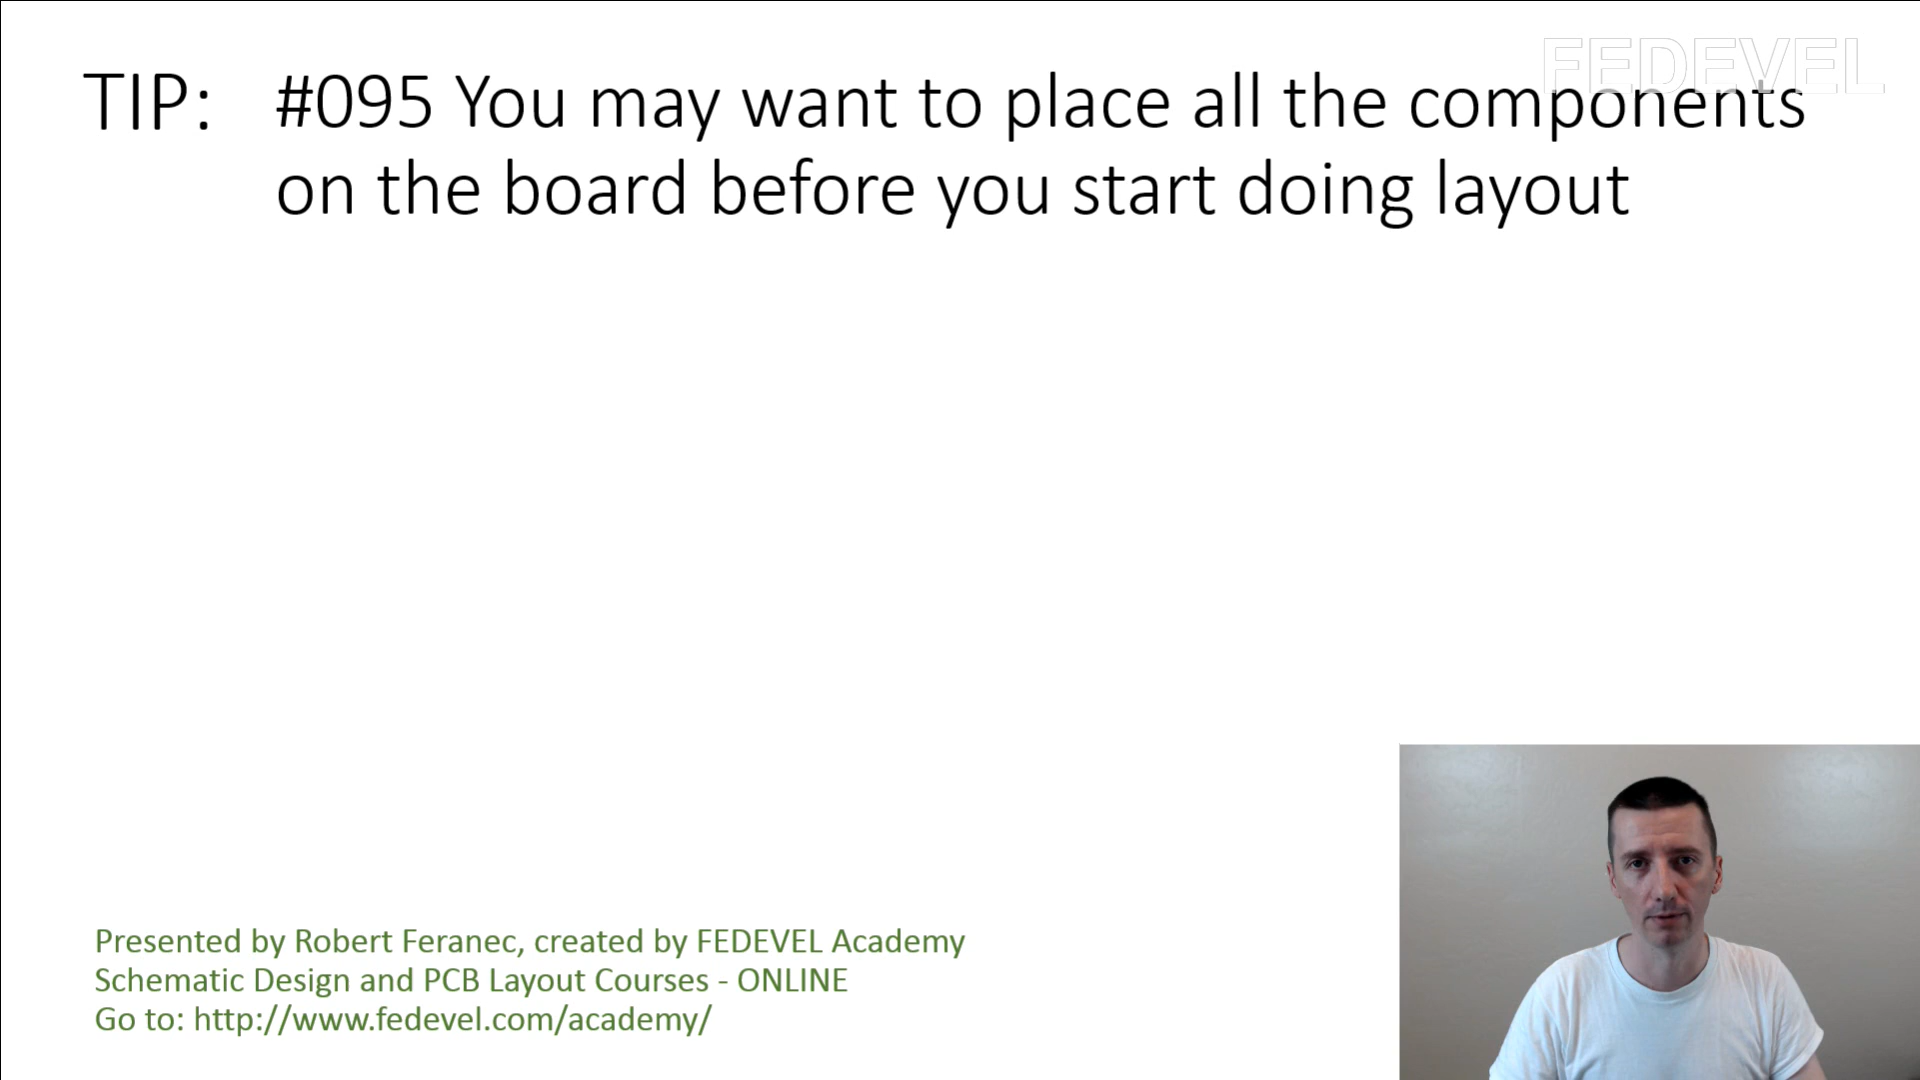 FEDEVEL
TIP: #095 You may want to place all the components
on the board before you start doing layout
Presented by Robert Feranec, created by FEDEVEL Academy
Schematic Design and PCB Layout Courses - ONLINE
Go to: http://www.fedevel.com/academy/